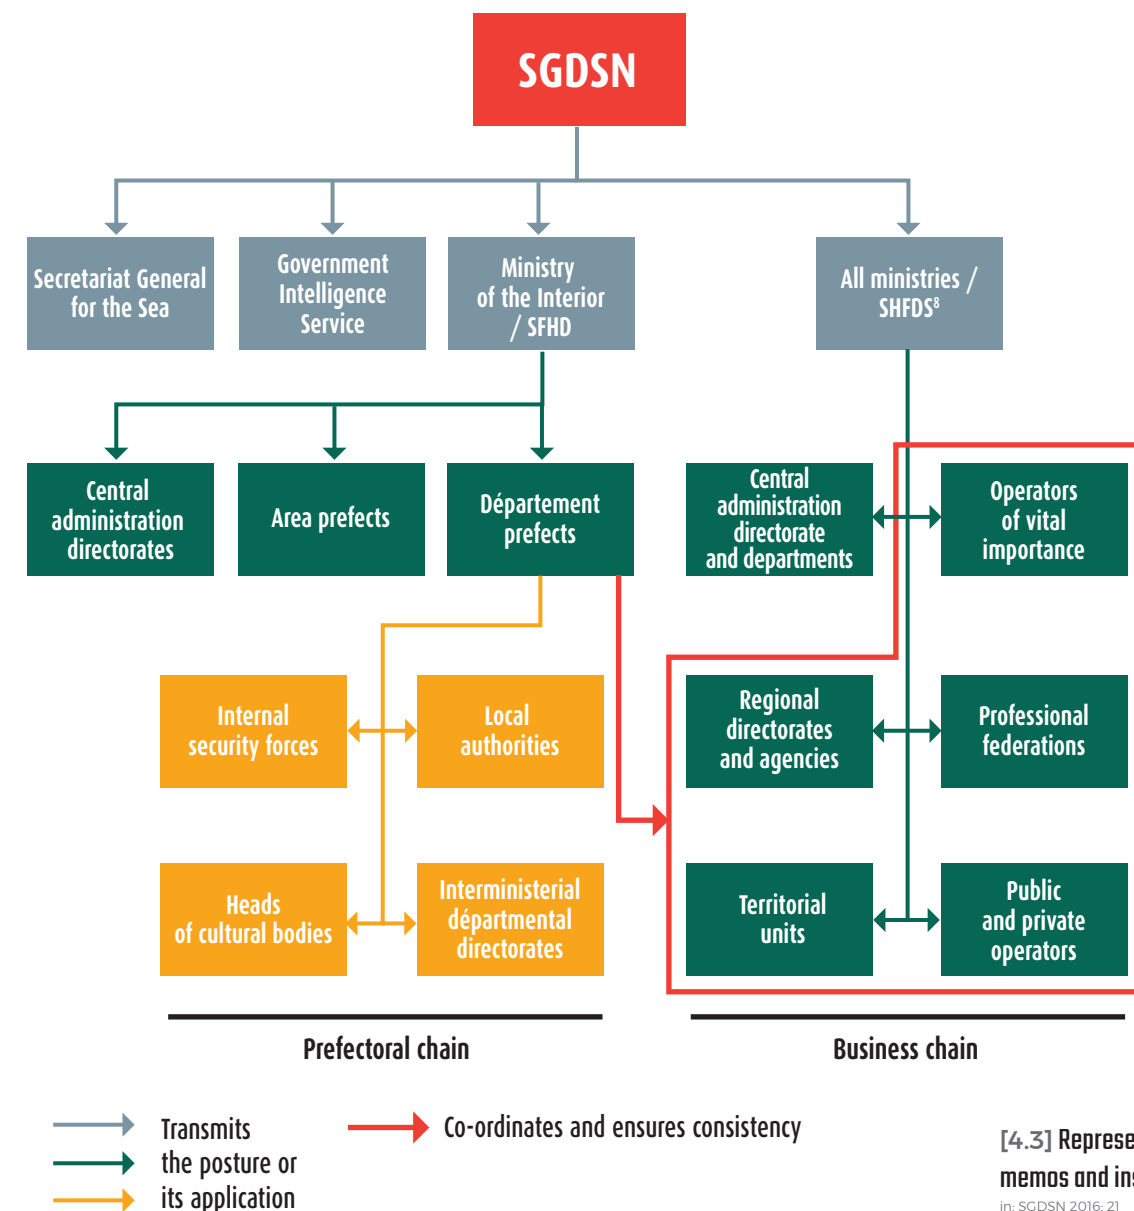 SGDSN
Secretariat General
for the Sea
Government
Intelligence
Service
Ministry
of the Interior
/ SFHD
All ministries /
SHFDS⁸
Central
administration
directorates
Area prefects
Département
prefects
Central
administration
directorate
and departments
Operators
of vital
importance
Internal
security forces
Local
authorities
Regional
directorates
and agencies
Professional
federations
Heads
of cultural bodies
Interministerial
départmental
directorates
Territorial
units
Public
and private
operators
Prefectoral chain
Business chain
Transmits
the posture or
its application
Co-ordinates and ensures consistency
[4.3] Represe
memos and ins
in: SGDSN 2016: 21